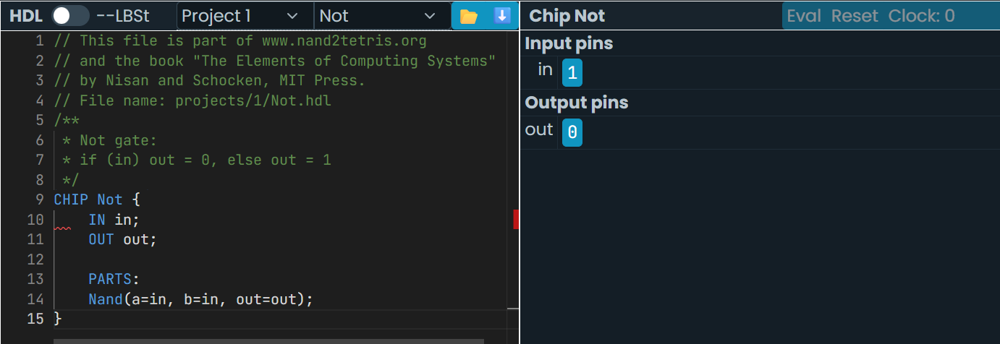 HDL --LBSt Project 1 Not
1 // This file is part of www.nand2tetris.org
2 // and the book "The Elements of Computing Systems"
3 // by Nisan and Schocken, MIT Press.
4 // File name: projects/1/Not.hdl
5 /**
6  * Not gate:
7  * if (in) out = 0, else out = 1
8  */
9 CHIP Not {
10     IN in;
11     OUT out;
12
13     PARTS:
14     Nand(a=in, b=in, out=out);
15 }
Chip Not Eval Reset Clock: 0
Input pins
in 1
Output pins
out 0